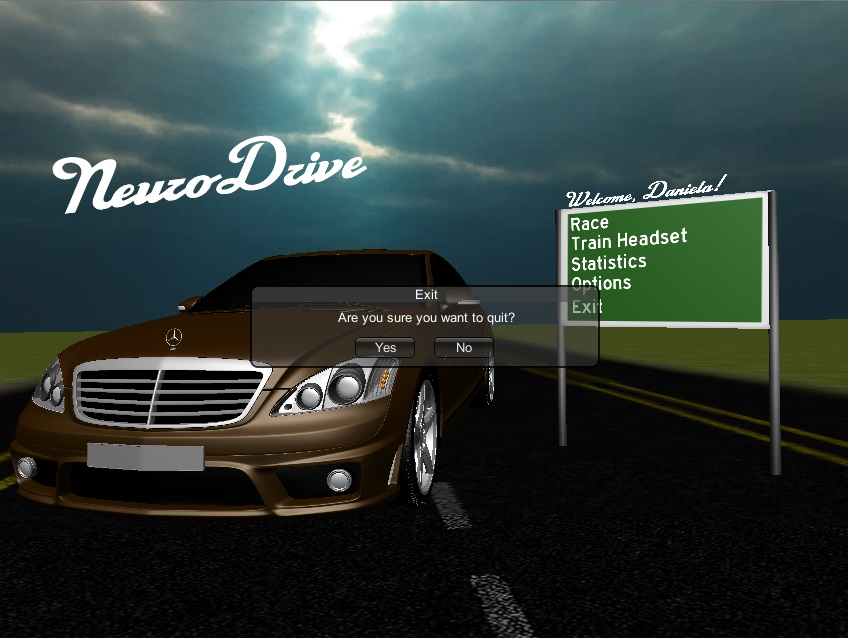 NeuroDrive
Welcome, Daniela!
Race
Train Headset
Statistics
Options
Exit
Exit
Are you sure you want to quit?
Yes
No